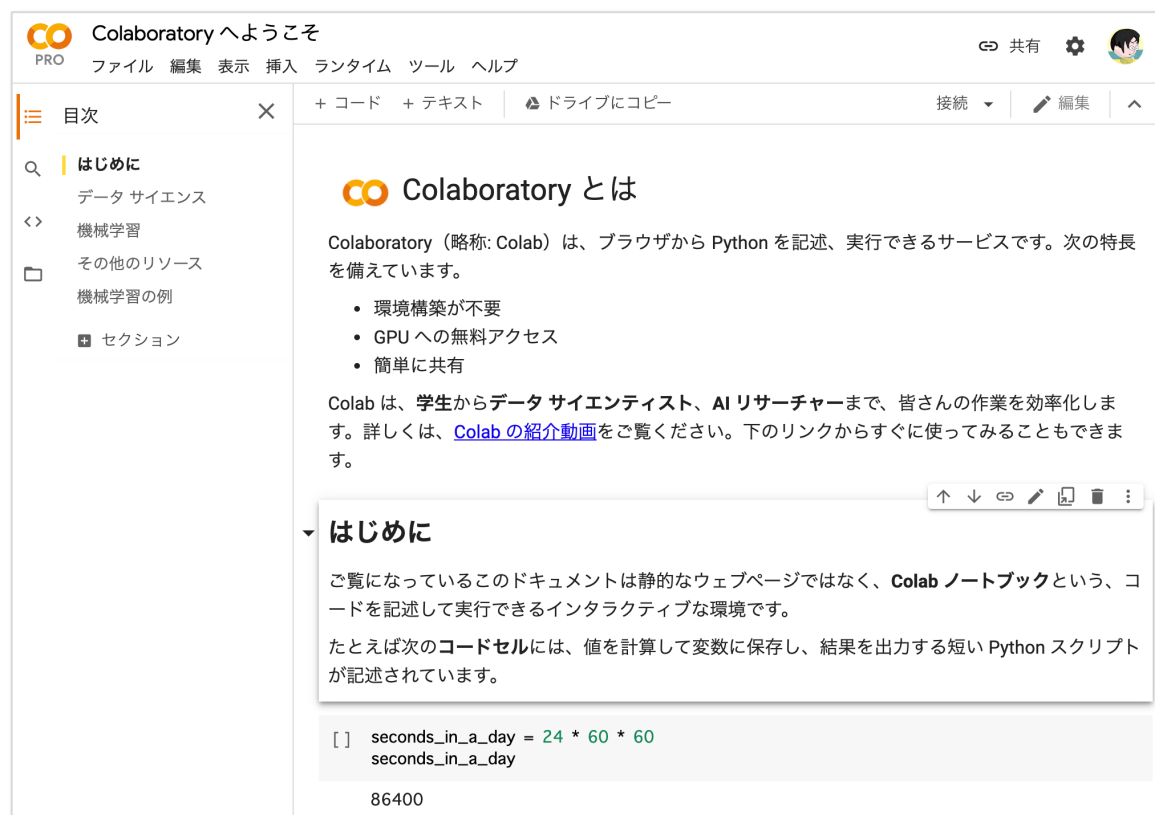 Colaboratory へようこそ
PRO
ファイル 編集 表示 挿入 ランタイム ツール ヘルプ
共有
目次
はじめに
データ サイエンス
機械学習
その他のリソース
機械学習の例
セクション
+ コード + テキスト ドライブにコピー
接続 編集
Colaboratory とは
Colaboratory（略称: Colab）は、ブラウザから Python を記述、実行できるサービスです。次の特長
を備えています。
• 環境構築が不要
• GPU への無料アクセス
• 簡単に共有
Colab は、学生からデータ サイエンティスト、AI リサーチャーまで、皆さんの作業を効率化しま
す。詳しくは、Colab の紹介動画をご覧ください。下のリンクからすぐに使ってみることもできま
す。
はじめに
ご覧になっているこのドキュメントは静的なウェブページではなく、Colab ノートブックという、コ
ードを記述して実行できるインタラクティブな環境です。
たとえば次のコードセルには、値を計算して変数に保存し、結果を出力する短い Python スクリプト
が記述されています。
[ ] seconds_in_a_day = 24 * 60 * 60
seconds_in_a_day
86400